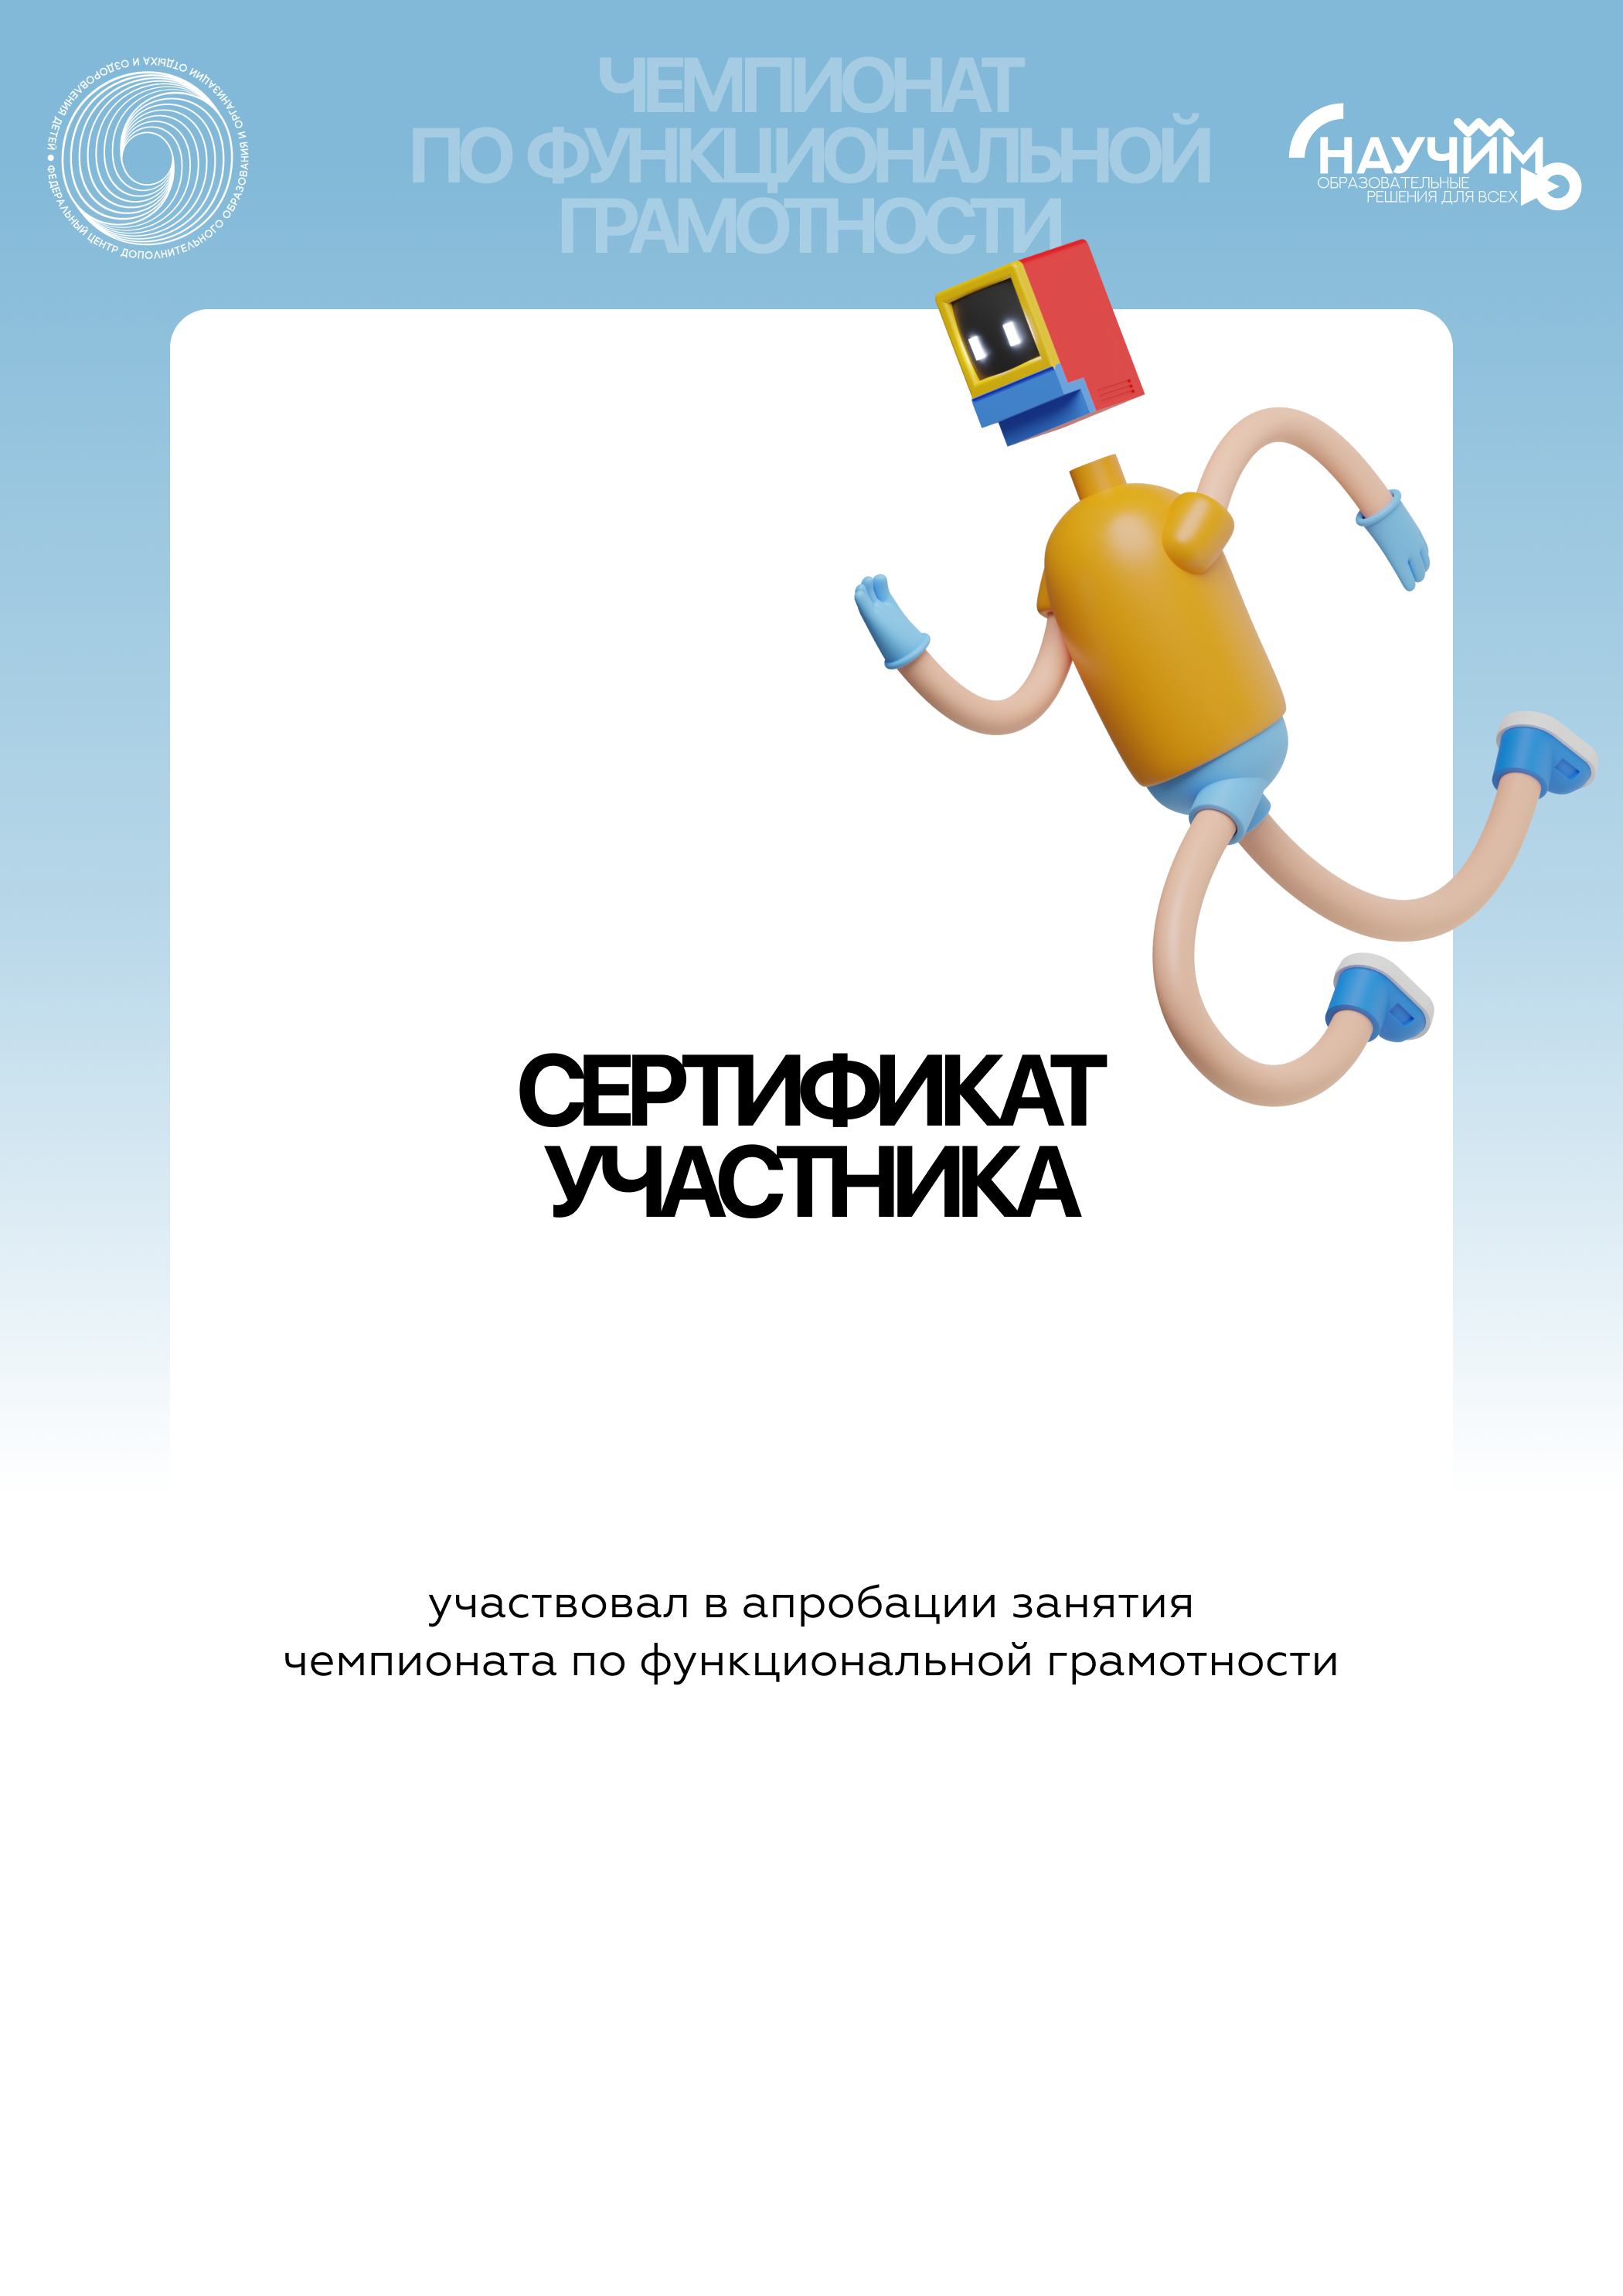 ФЕДЕРАЛЬНЫЙ ЦЕНТР ДОПОЛНИТЕЛЬНОГО ОБРАЗОВАНИЯ И ОРГАНИЗАЦИИ ОТДЫХА И ОЗДОРОВЛЕНИЯ ДЕТЕЙ
ЧЕМПИОНАТ
ПО ФУНКЦИОНАЛЬНОЙ
ГРАМОТНОСТИ
НАУЧИМ
ОБРАЗОВАТЕЛЬНЫЕ
РЕШЕНИЯ ДЛЯ ВСЕХ
СЕРТИФИКАТ
УЧАСТНИКА
участвовал в апробации занятия
чемпионата по функциональной грамотности